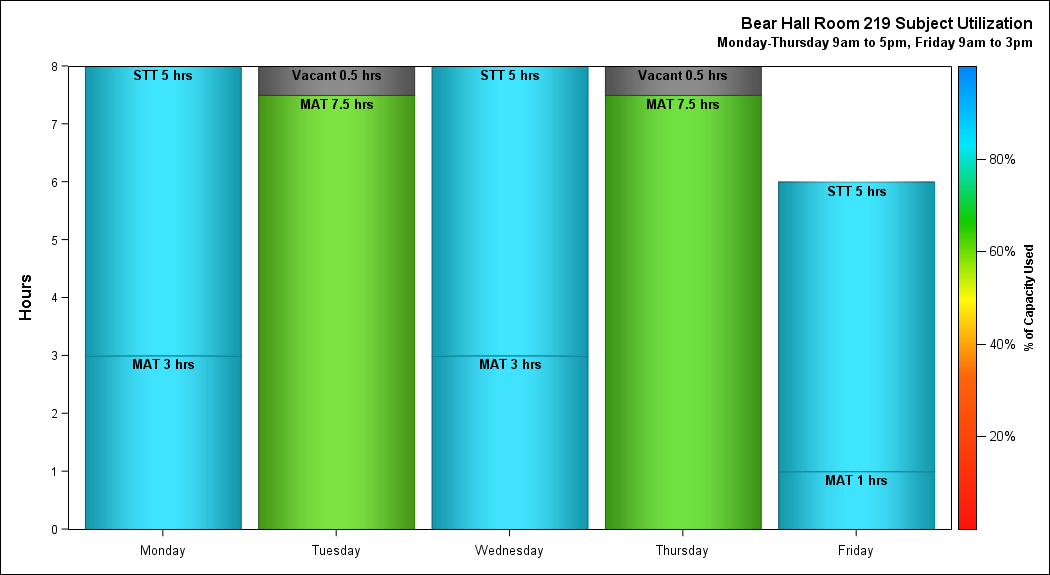 Bear Hall Room 219 Subject Utilization
Monday-Thursday 9am to 5pm, Friday 9am to 3pm
8
STT 5 hrs
Vacant 0.5 hrs
STT 5 hrs
Vacant 0.5 hrs
MAT 7.5 hrs
MAT 7.5 hrs
7
80%
6
STT 5 hrs
5
60%
Hours
% of Capacity Used
4
40%
3
MAT 3 hrs
MAT 3 hrs
2
20%
1
MAT 1 hrs
0
Monday
Tuesday
Wednesday
Thursday
Friday